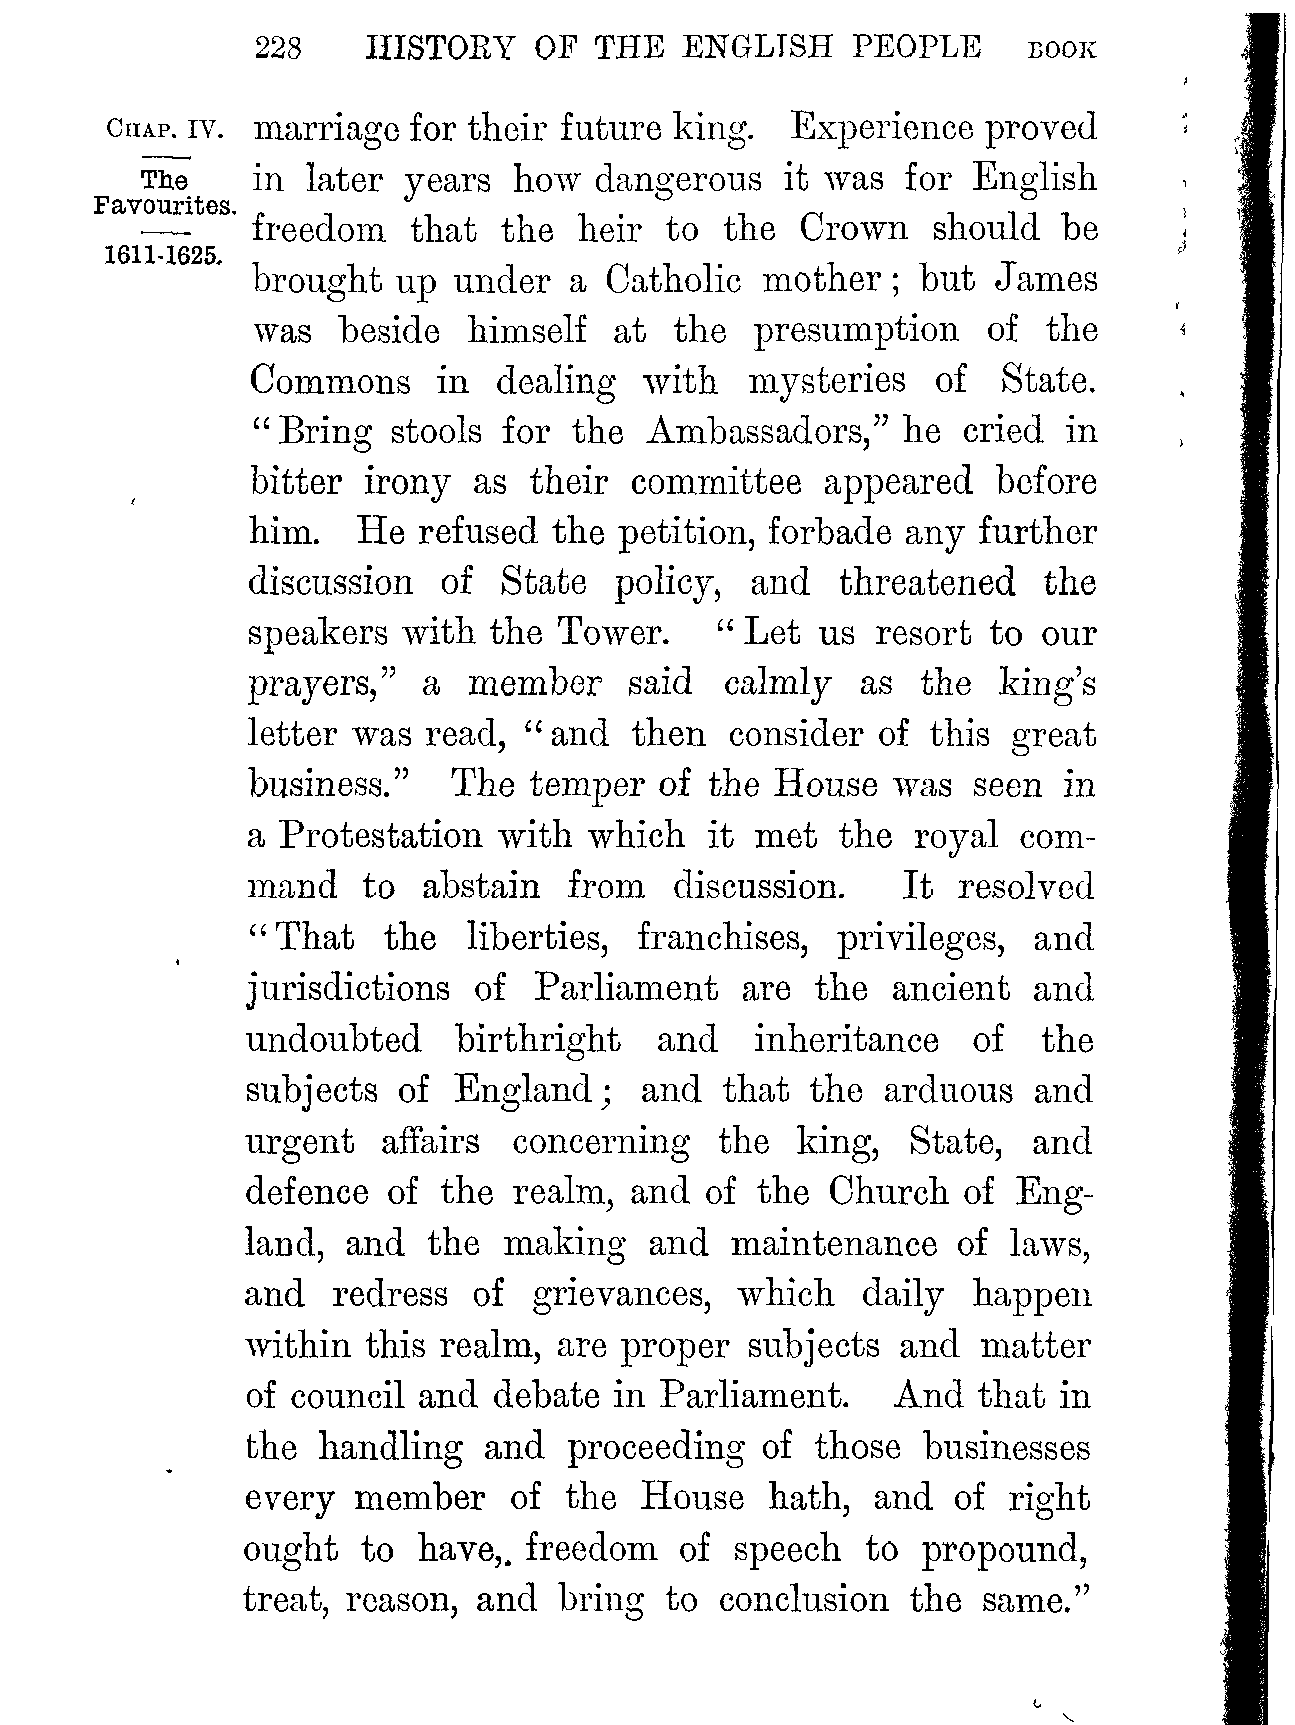 228 HISTORY OF THE ENGLISH PEOPLE BOOK
CHAP. IV.
The
Favourites.
1611-1625.
marriage for their future king. Experience proved
in later years how dangerous it was for English
freedom that the heir to the Crown should be
brought up under a Catholic mother; but James
was beside himself at the presumption of the
Commons in dealing with mysteries of State.
“Bring stools for the Ambassadors,” he cried in
bitter irony as their committee appeared before
him. He refused the petition, forbade any further
discussion of State policy, and threatened the
speakers with the Tower. “Let us resort to our
prayers,” a member said calmly as the king's
letter was read, “and then consider of this great
business.” The temper of the House was seen in
a Protestation with which it met the royal com-
mand to abstain from discussion. It resolved
“That the liberties, franchises, privileges, and
jurisdictions of Parliament are the ancient and
undoubted birthright and inheritance of the
subjects of England; and that the arduous and
urgent affairs concerning the king, State, and
defence of the realm, and of the Church of Eng-
land, and the making and maintenance of laws,
and redress of grievances, which daily happen
within this realm, are proper subjects and matter
of council and debate in Parliament. And that in
the handling and proceeding of those businesses
every member of the House hath, and of right
ought to have, freedom of speech to propound,
treat, reason, and bring to conclusion the same.”